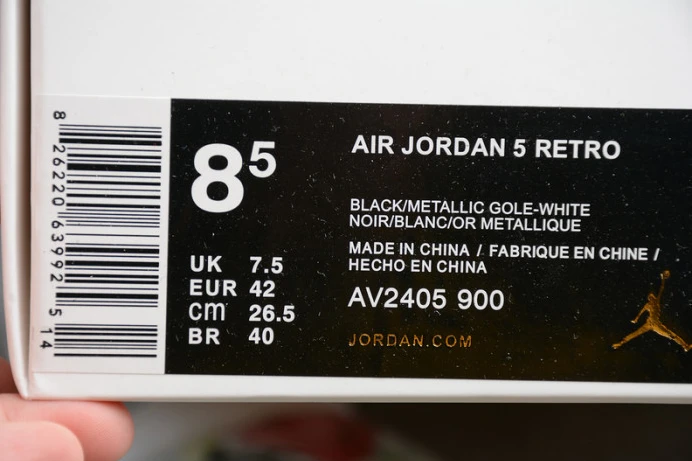 8 26220 63992 5 14
8 5
UK 7.5
EUR 42
cm 26.5
BR 40
AIR JORDAN 5 RETRO
BLACK/METALLIC GOLE-WHITE
NOIR/BLANC/OR METALLIQUE
MADE IN CHINA / FABRIQUE EN CHINE /
HECHO EN CHINA
AV2405 900
JORDAN.COM